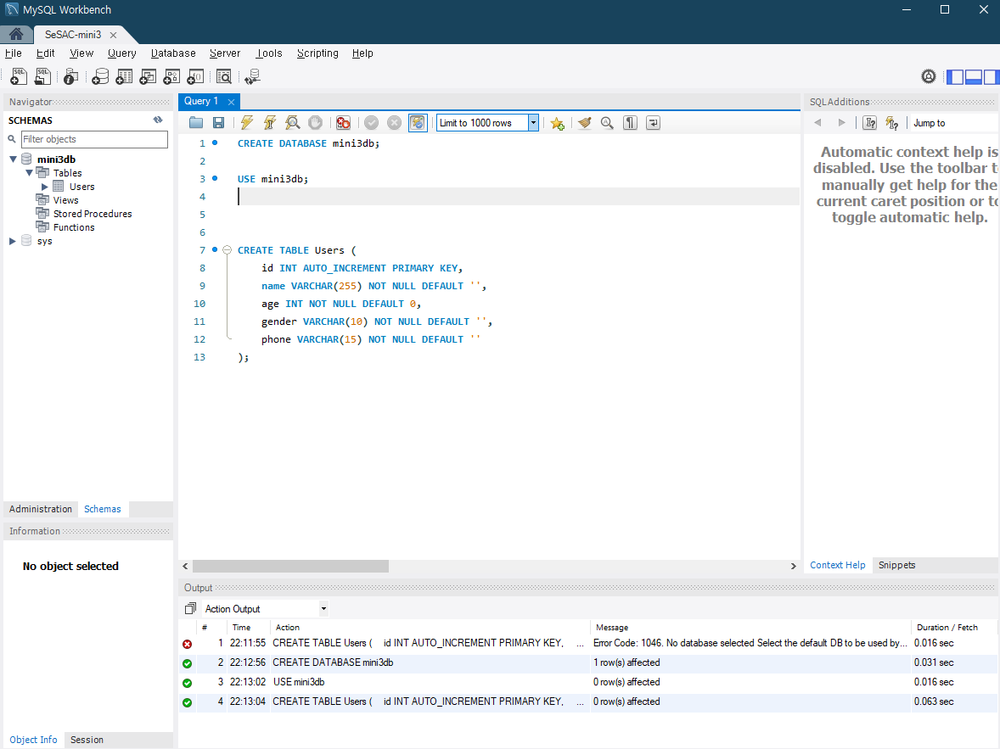 MySQL Workbench
SeSAC-mini3
File Edit View Query Database Server Tools Scripting Help
Navigator
SCHEMAS
Filter objects
mini3db
Tables
Users
Views
Stored Procedures
Functions
sys
Administration Schemas
Information
No object selected
Object Info Session
Query 1
Limit to 1000 rows
1 CREATE DATABASE mini3db;
2
3 USE mini3db;
4
5
6
7 CREATE TABLE Users (
8 id INT AUTO_INCREMENT PRIMARY KEY,
9 name VARCHAR(255) NOT NULL DEFAULT '',
10 age INT NOT NULL DEFAULT 0,
11 gender VARCHAR(10) NOT NULL DEFAULT '',
12 phone VARCHAR(15) NOT NULL DEFAULT ''
13 );
SQLAdditions
Jump to
Automatic context help is
disabled. Use the toolbar t
manually get help for the
current caret position or to
toggle automatic help.
Context Help Snippets
Output
Action Output
# Time Action Message Duration / Fetch
1 22:11:55 CREATE TABLE Users ( id INT AUTO_INCREMENT PRIMARY KEY, ... Error Code: 1046. No database selected Select the default DB to be used by... 0.016 sec
2 22:12:56 CREATE DATABASE mini3db 1 row(s) affected 0.031 sec
3 22:13:02 USE mini3db 0 row(s) affected 0.016 sec
4 22:13:04 CREATE TABLE Users ( id INT AUTO_INCREMENT PRIMARY KEY, ... 0 row(s) affected 0.063 sec